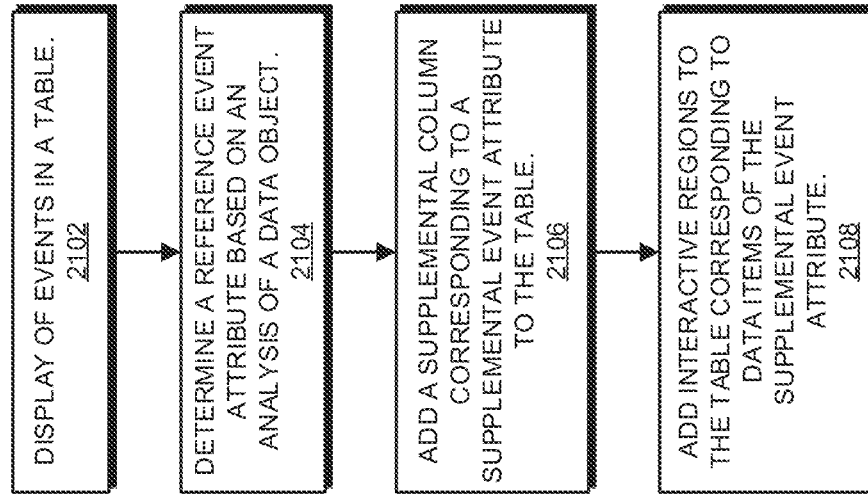 DISPLAY OF EVENTS IN A TABLE.
2102
DETERMINE A REFERENCE EVENT
ATTRIBUTE BASED ON AN
ANALYSIS OF A DATA OBJECT.
2104
ADD A SUPPLEMENTAL COLUMN
CORRESPONDING TO A
SUPPLEMENTAL EVENT ATTRIBUTE
TO THE TABLE.
2106
ADD INTERACTIVE REGIONS TO
THE TABLE CORRESPONDING TO
DATA ITEMS OF THE
SUPPLEMENTAL EVENT
ATTRIBUTE.
2108